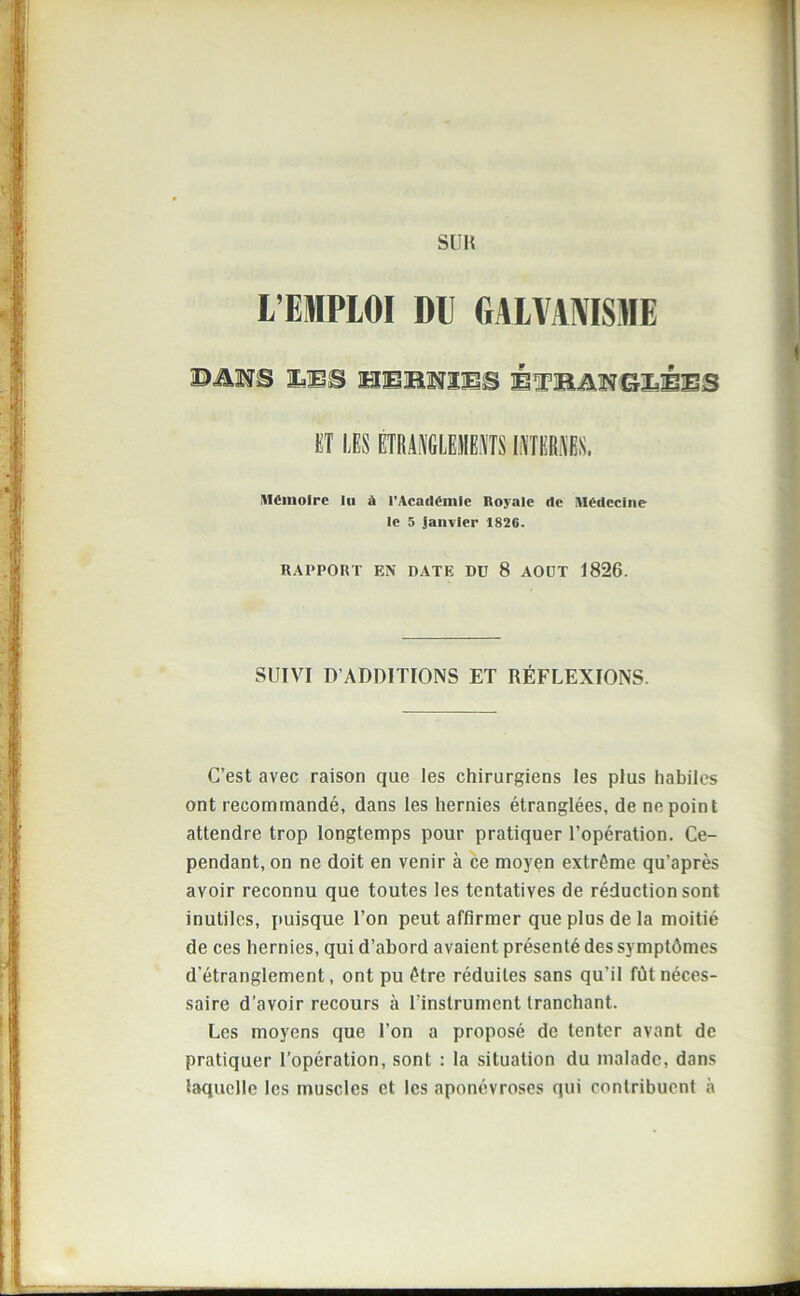 SUR
L’EMPLOI DU GALVANISME
DANS LES HERNIES ÉTRANGLÉES
ET LES ÉTRANGLEMENTS INTERNES.
Mémoire lu à l’Académie Royale de Médecine
le 5 janvier 1826.
RAPPORT EN DATE DU 8 AOUT 1826.
SUIVI D’ADDITIONS ET RÉFLEXIONS.
C’est avec raison que les chirurgiens les plus habiles
ont recommandé, dans les hernies étranglées, de ne point
attendre trop longtemps pour pratiquer l’opération. Ce-
pendant, on ne doit en venir à ce moyen extrême qu’après
avoir reconnu que toutes les tentatives de réduction sont
inutiles, puisque l’on peut affirmer que plus de la moitié
de ces hernies, qui d’abord avaient présenté des symptômes
d’étranglement, ont pu être réduites sans qu’il fût néces-
saire d’avoir recours à l’instrument tranchant.
Les moyens que l’on a proposé de tenter avant de
pratiquer l’opération, sont : la situation du malade, dans
laquelle les muscles et les aponévroses qui contribuent à